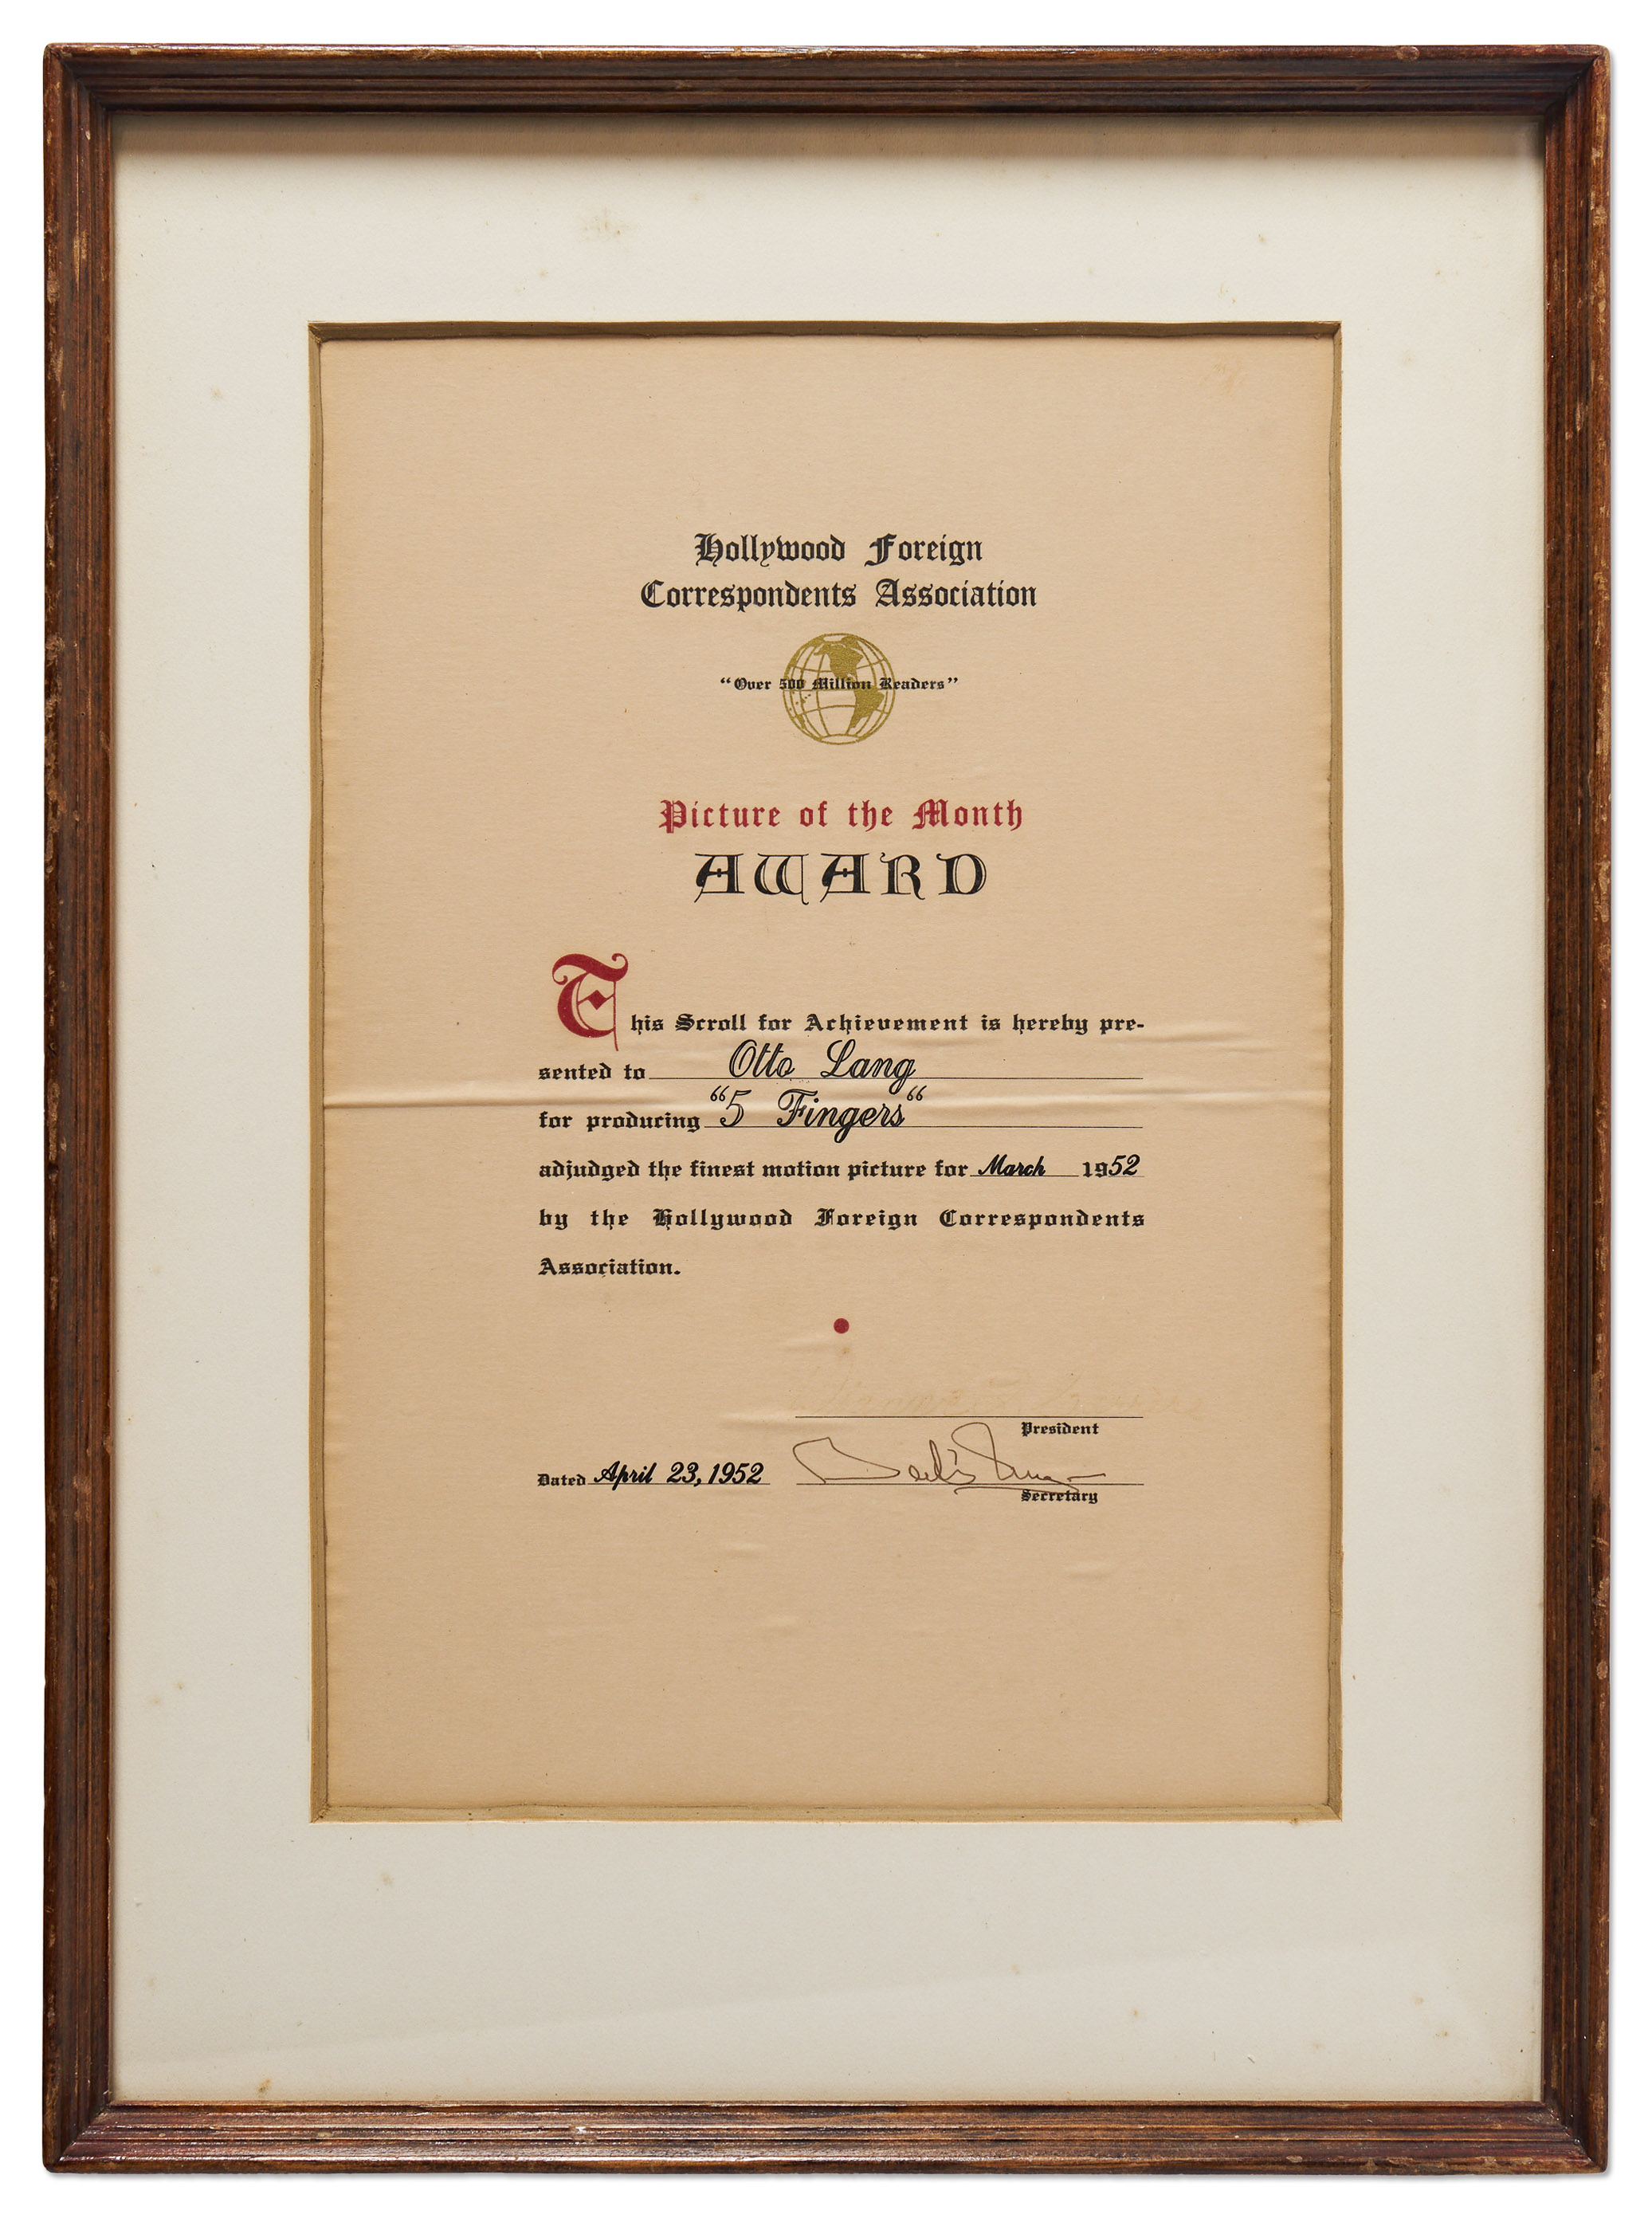 Hollywood Foreign
Correspondents Association
“Over 500 Million Readers”
Picture of the Month
AWARD
This Scroll for Achievement is hereby pre-
sented to Otto Lang
for producing “5 Fingers“
adjudged the finest motion picture for March 1952
by the Hollywood Foreign Correspondents
Association.
President
Dated April 23, 1952
Secretary